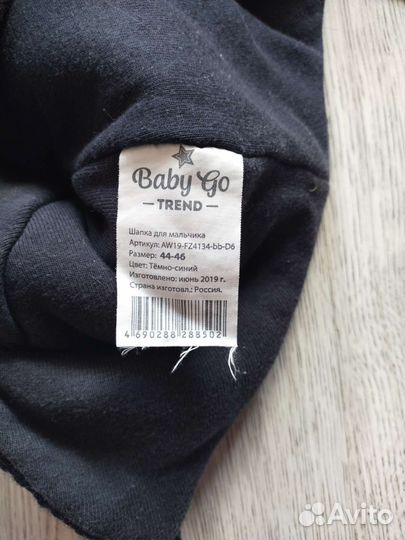 Baby Go
TREND
Шапка для мальчика
Артикул: AW19-FZ4134-bb-D6
Размер: 44-46
Цвет: Тёмно-синий
Изготовлено: июнь 2019 г.
Страна изготовл.: Россия.
4 690288 288502
Avito